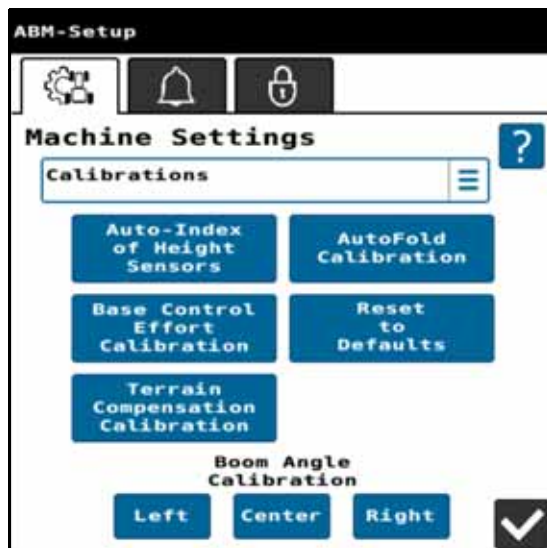 ABM-Setup
Machine Settings
?
Calibrations
Auto-Index
of Height
Sensors
AutoFold
Calibration
Base Control
Effort
Calibration
Reset
to
Defaults
Terrain
Compensation
Calibration
Boom Angle
Calibration
Left
Center
Right